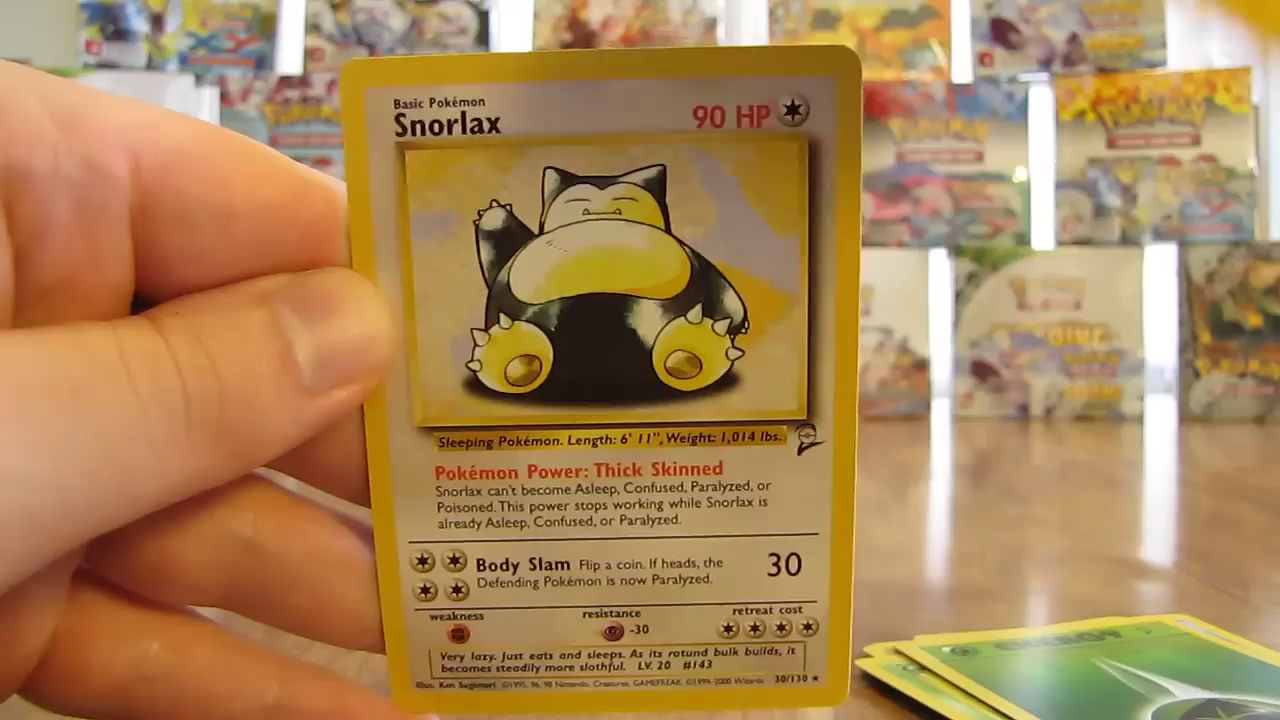 Basic Pokémon
Snorlax
90 HP
Sleeping Pokémon. Length: 6' 11", Weight: 1,014 lbs.
Pokémon Power: Thick Skinned
Snorlax can't become Asleep, Confused, Paralyzed, or
Poisoned. This power stops working while Snorlax is
already Asleep, Confused, or Paralyzed.
Body Slam Flip a coin. If heads, the
Defending Pokémon is now Paralyzed.
30
weakness
resistance
-30
retreat cost
Very lazy. Just eats and sleeps. As its rotund bulk builds, it
becomes steadily more slothful. LV. 20 #143
Illus. Ken Sugimori ©1995, 96, 98 Nintendo, Creatures, GAMEFREAK. ©1999-2000 Wizards. 30/130 ★
ENERGY
Pokémon
Pokémon
Pokémon